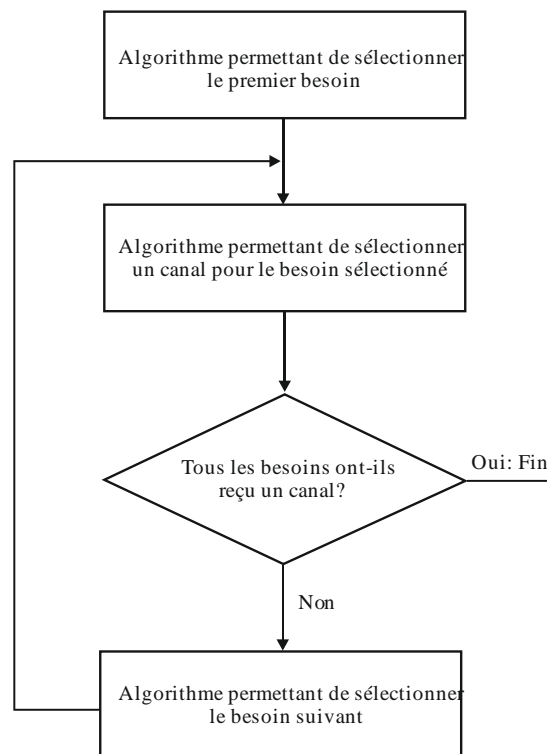 Algorithme permettant de sélectionner
le premier besoin
Algorithme permettant de sélectionner
un canal pour le besoin sélectionné
Tous les besoins ont-ils
reçu un canal?
Oui: Fin
Non
Algorithme permettant de sélectionner
le besoin suivant